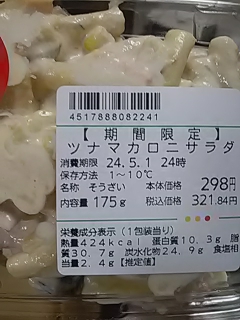 4517888082241
【期間限定】
ツナマカロニサラダ
消費期限 24.5.1 24時
保存方法 1～10℃
名称 そうざい 本体価格 298円
内容量 175g 税込価格 321.84円
栄養成分表示(1包装当り)
熱量424kcal 蛋白質10.3g 脂
質30.7g 炭水化物24.9g 食塩相
当量2.4g【推定値】